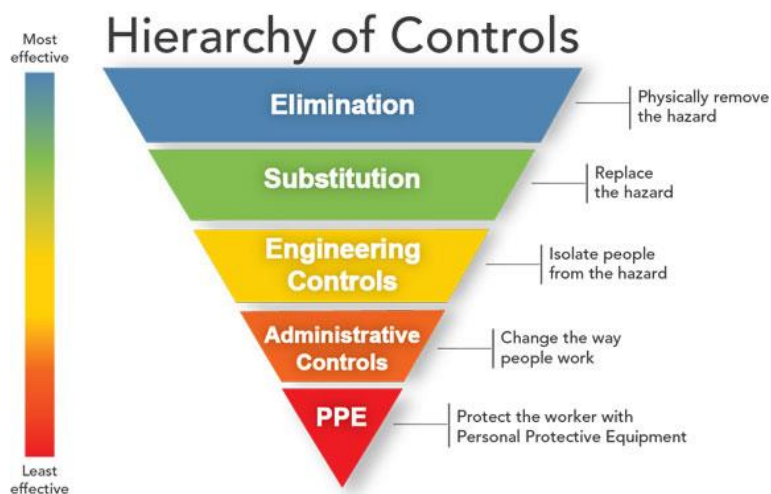 Hierarchy of Controls
Most
effective
Elimination
Physically remove
the hazard
Substitution
Replace
the hazard
Engineering
Controls
Isolate people
from the hazard
Administrative
Controls
Change the way
people work
PPE
Protect the worker with
Personal Protective Equipment
Least
effective